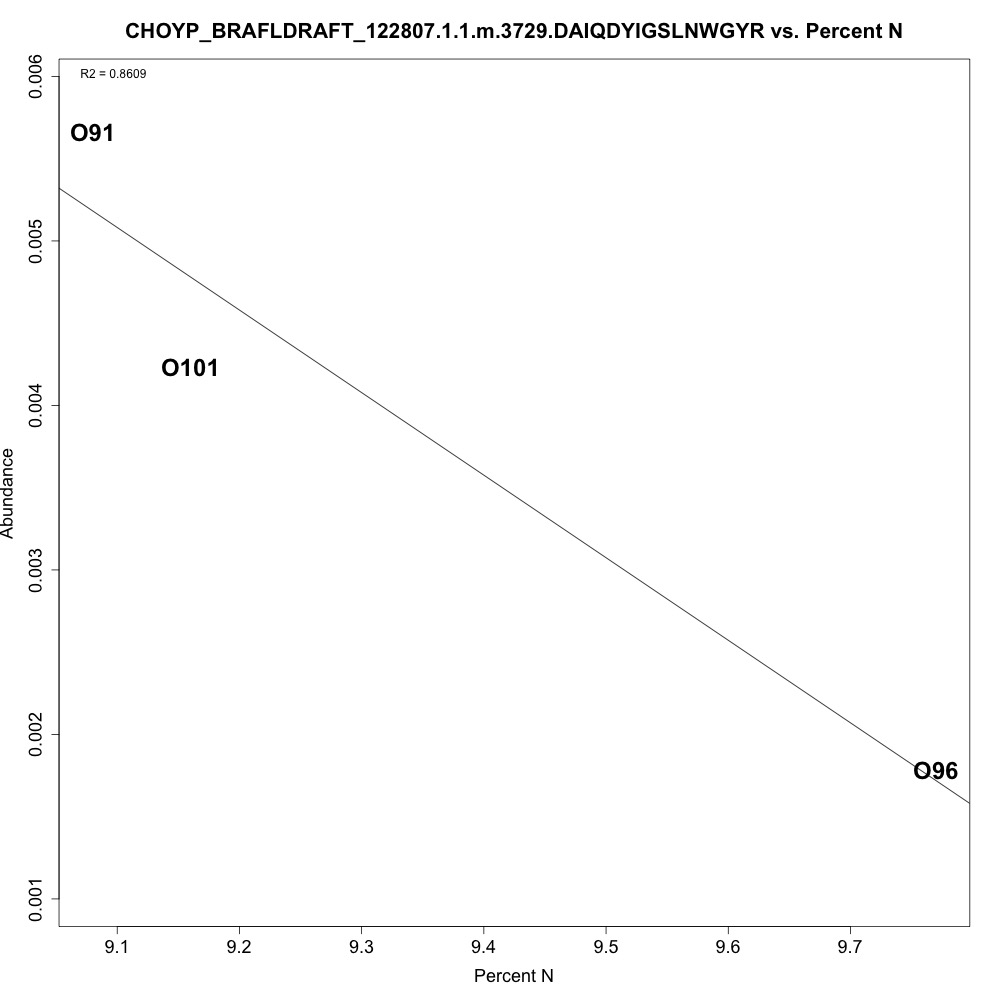 CHOYP_BRAFLDRAFT_122807.1.1.m.3729.DAIQDYIGSLNWGYR vs. Percent N
R2 = 0.8609
0.006
O91
0.005
O101
0.004
Abundance
0.003
0.002
O96
0.001
9.1 9.2 9.3 9.4 9.5 9.6 9.7
Percent N